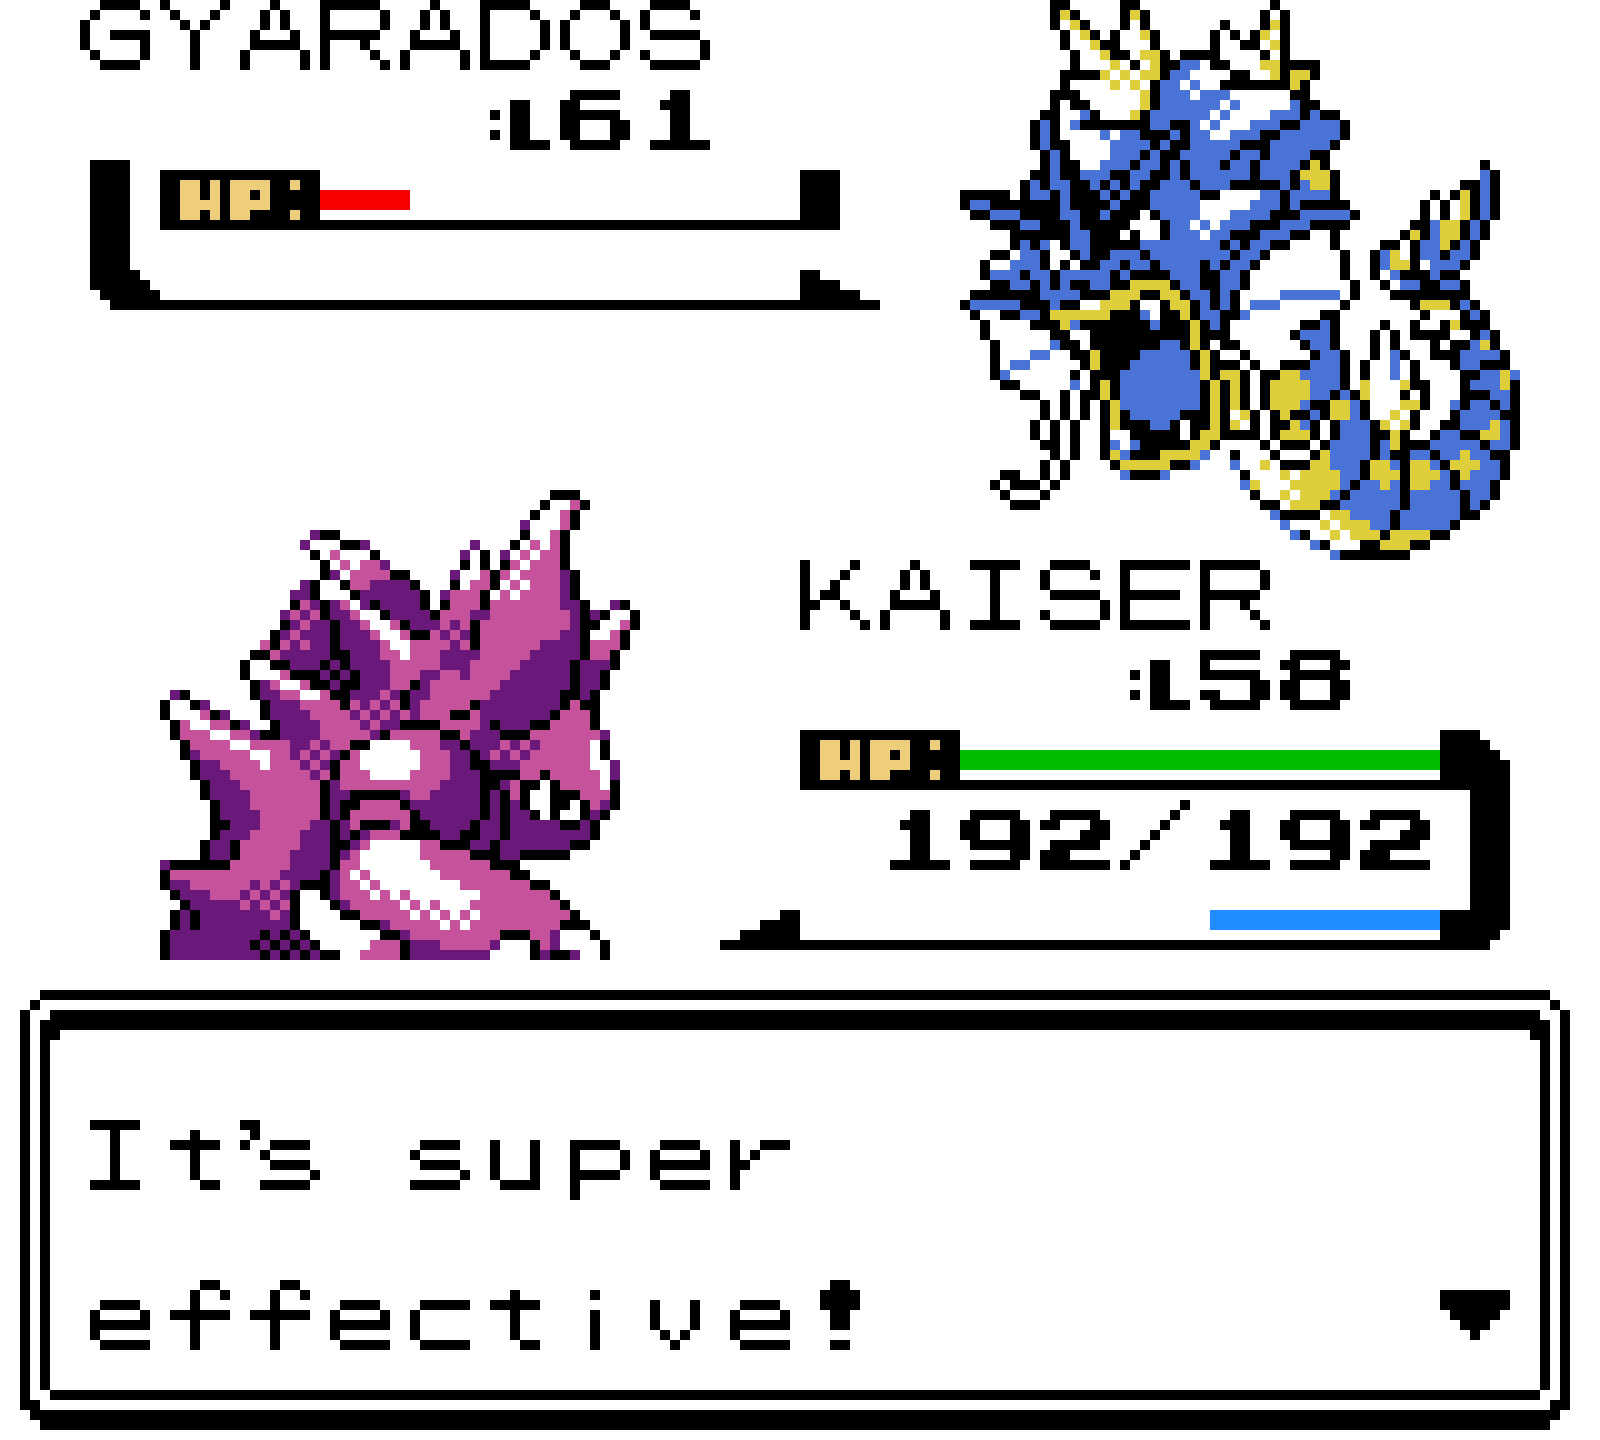 GYARADOS
:L61
HP:
KAISER
:L58
HP:
192/192
It's super
effective!